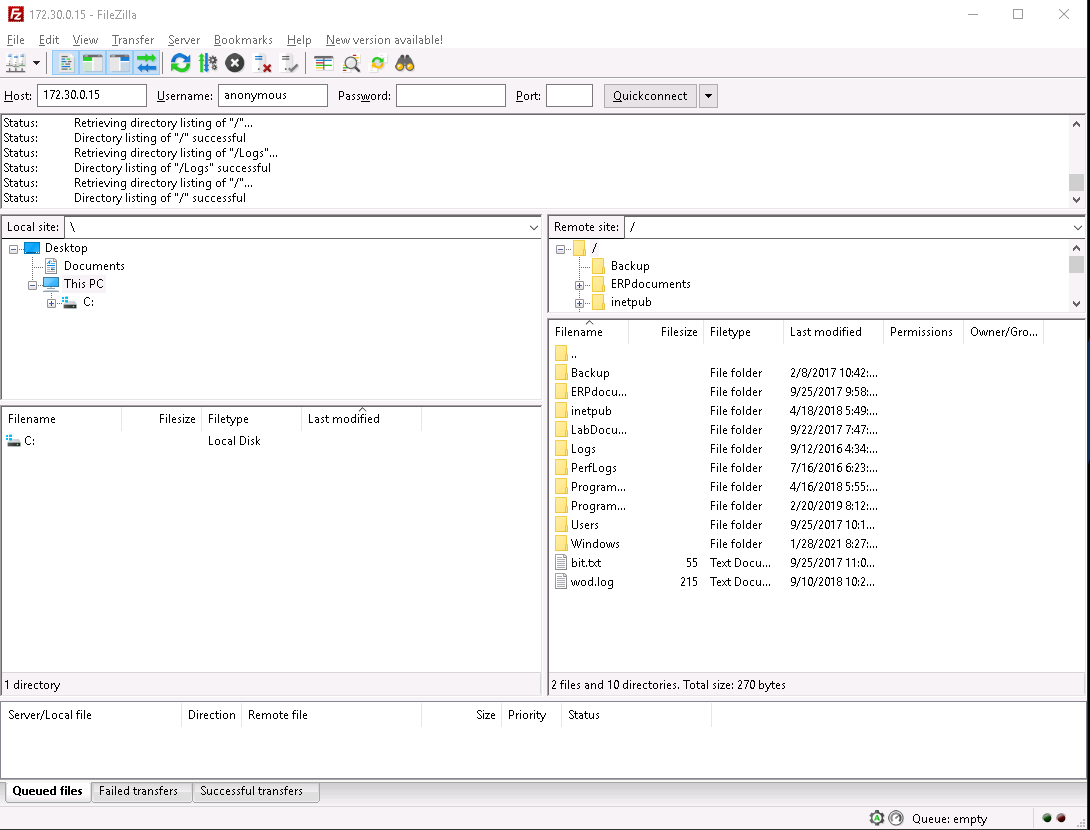 172.30.0.15 - FileZilla
File Edit View Transfer Server Bookmarks Help New version available!
Host: 172.30.0.15 Username: anonymous Password: Port: Quickconnect
Status: Retrieving directory listing of "/"...
Status: Directory listing of "/" successful
Status: Retrieving directory listing of "/Logs"...
Status: Directory listing of "/Logs" successful
Status: Retrieving directory listing of "/"...
Status: Directory listing of "/" successful
Local site: \
Desktop
Documents
This PC
C:
Filename Filesize Filetype Last modified
C: Local Disk
1 directory
Remote site: /
/
Backup
ERPdocuments
inetpub
Filename Filesize Filetype Last modified Permissions Owner/Gro...
..
Backup File folder 2/8/2017 10:42:...
ERPdocu... File folder 9/25/2017 9:58:...
inetpub File folder 4/18/2018 5:49:...
LabDocu... File folder 9/22/2017 7:47:...
Logs File folder 9/12/2016 4:34:...
PerfLogs File folder 7/16/2016 6:23:...
Program... File folder 4/16/2018 5:55:...
Program... File folder 2/20/2019 8:12:...
Users File folder 9/25/2017 10:1...
Windows File folder 1/28/2021 8:27:...
bit.txt 55 Text Docu... 9/25/2017 11:0...
wod.log 215 Text Docu... 9/10/2018 10:2...
2 files and 10 directories. Total size: 270 bytes
Server/Local file Direction Remote file Size Priority Status
Queued files Failed transfers Successful transfers
Queue: empty